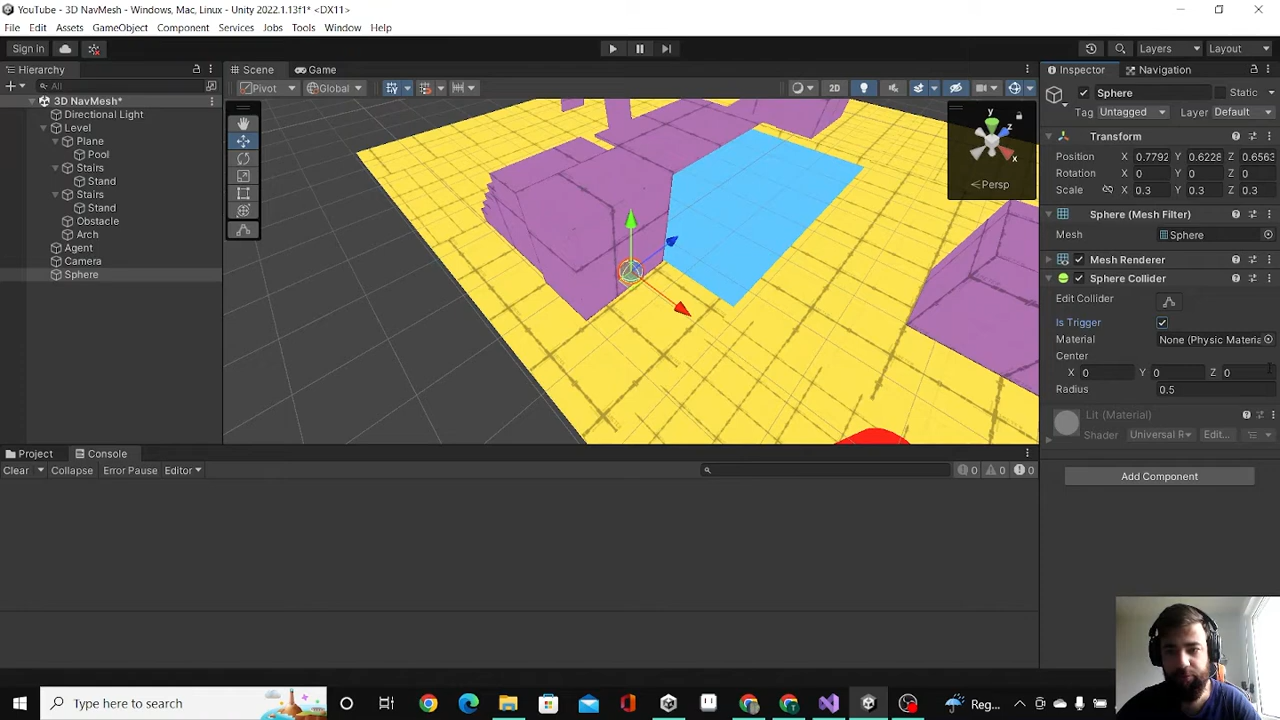 YouTube - 3D NavMesh - Windows, Mac, Linux - Unity 2022.1.13f1* <DX11>
File Edit Assets GameObject Component Services Jobs Tools Window Help
Sign in Layers Layout
Hierarchy Scene Game Inspector Navigation
All Pivot Global 2D
3D NavMesh*
Directional Light
Level
Plane
Pool
Stairs
Stand
Stairs
Stand
Obstacle
Arch
Agent
Camera
Sphere
y
z
x
Persp
Sphere Static
Tag Untagged Layer Default
Transform
Position X 0.7792 Y 0.6228 Z 0.6563
Rotation X 0 Y 0 Z 0
Scale X 0.3 Y 0.3 Z 0.3
Sphere (Mesh Filter)
Mesh Sphere
Mesh Renderer
Sphere Collider
Edit Collider
Is Trigger
Material None (Physic Materia
Center
X 0 Y 0 Z 0
Radius 0.5
Lit (Material)
Shader Universal R Edit...
Add Component
Project Console
Clear Collapse Error Pause Editor 0 0 0
Type here to search Reg...